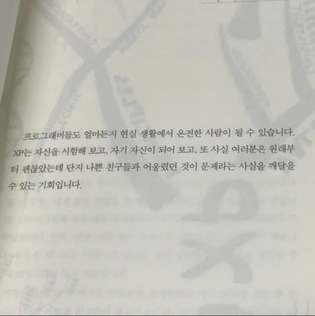 프로그래머들도 얼마든지 현실 생활에서 온전한 사람이 될 수 있습니다.
XP는 자신을 시험해 보고, 자기 자신이 되어 보고, 또 사실 여러분은 원래부
터 괜찮았는데 단지 나쁜 친구들과 어울렸던 것이 문제라는 사실을 깨달을
수 있는 기회입니다.